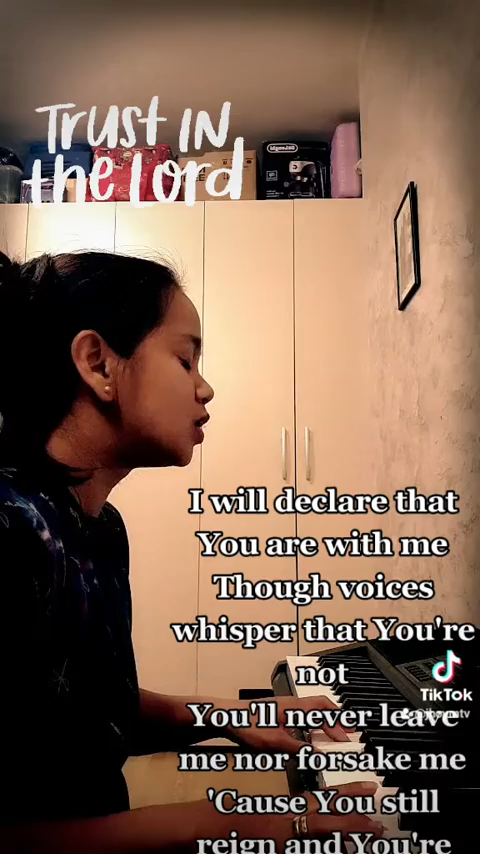 Trust IN
the Lord
I will declare that
You are with me
Though voices
whisper that You're
not
You'll never leave
me nor forsake me
'Cause You still
reign and You're
TikTok